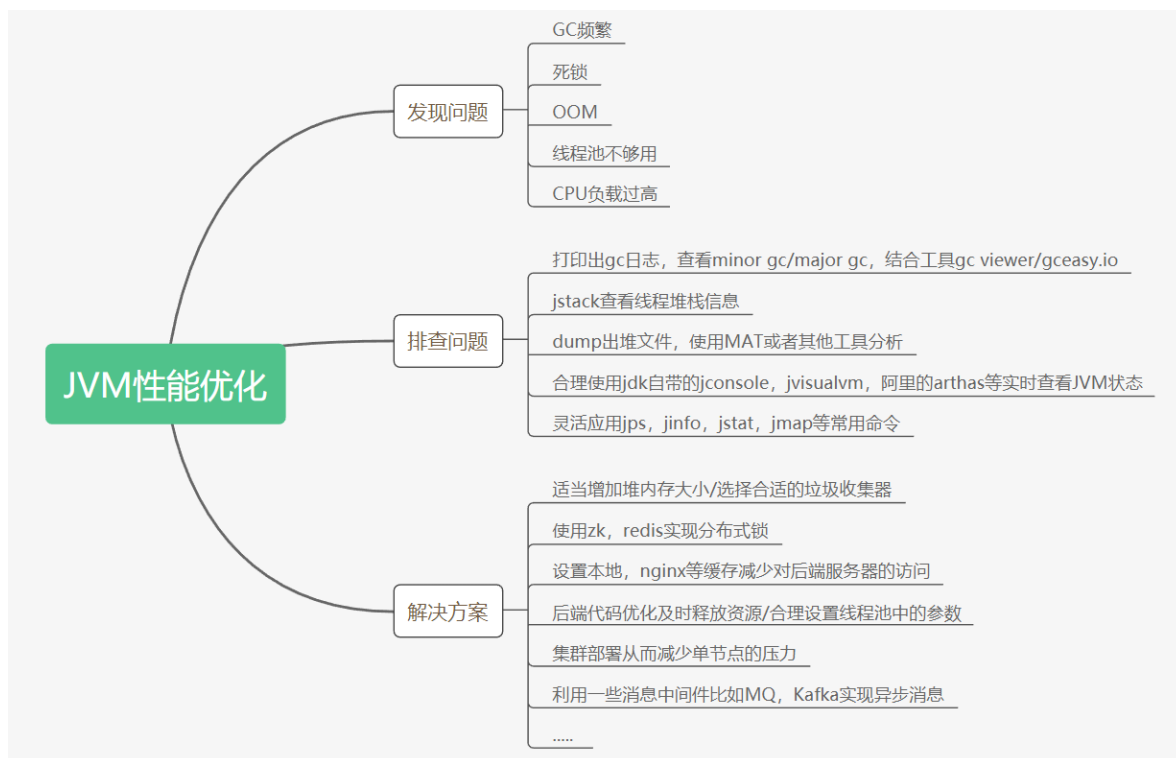 JVM性能优化
发现问题
GC频繁
死锁
OOM
线程池不够用
CPU负载过高
排查问题
打印出gc日志，查看minor gc/major gc，结合工具gc viewer/gceasy.io
jstack查看线程堆栈信息
dump出堆文件，使用MAT或者其他工具分析
合理使用jdk自带的jconsole，jvisualvm，阿里的arthas等实时查看JVM状态
灵活应用jps，jinfo，jstat，jmap等常用命令
解决方案
适当增加堆内存大小/选择合适的垃圾收集器
使用zk，redis实现分布式锁
设置本地，nginx等缓存减少对后端服务器的访问
后端代码优化及时释放资源/合理设置线程池中的参数
集群部署从而减少单节点的压力
利用一些消息中间件比如MQ，Kafka实现异步消息
.....